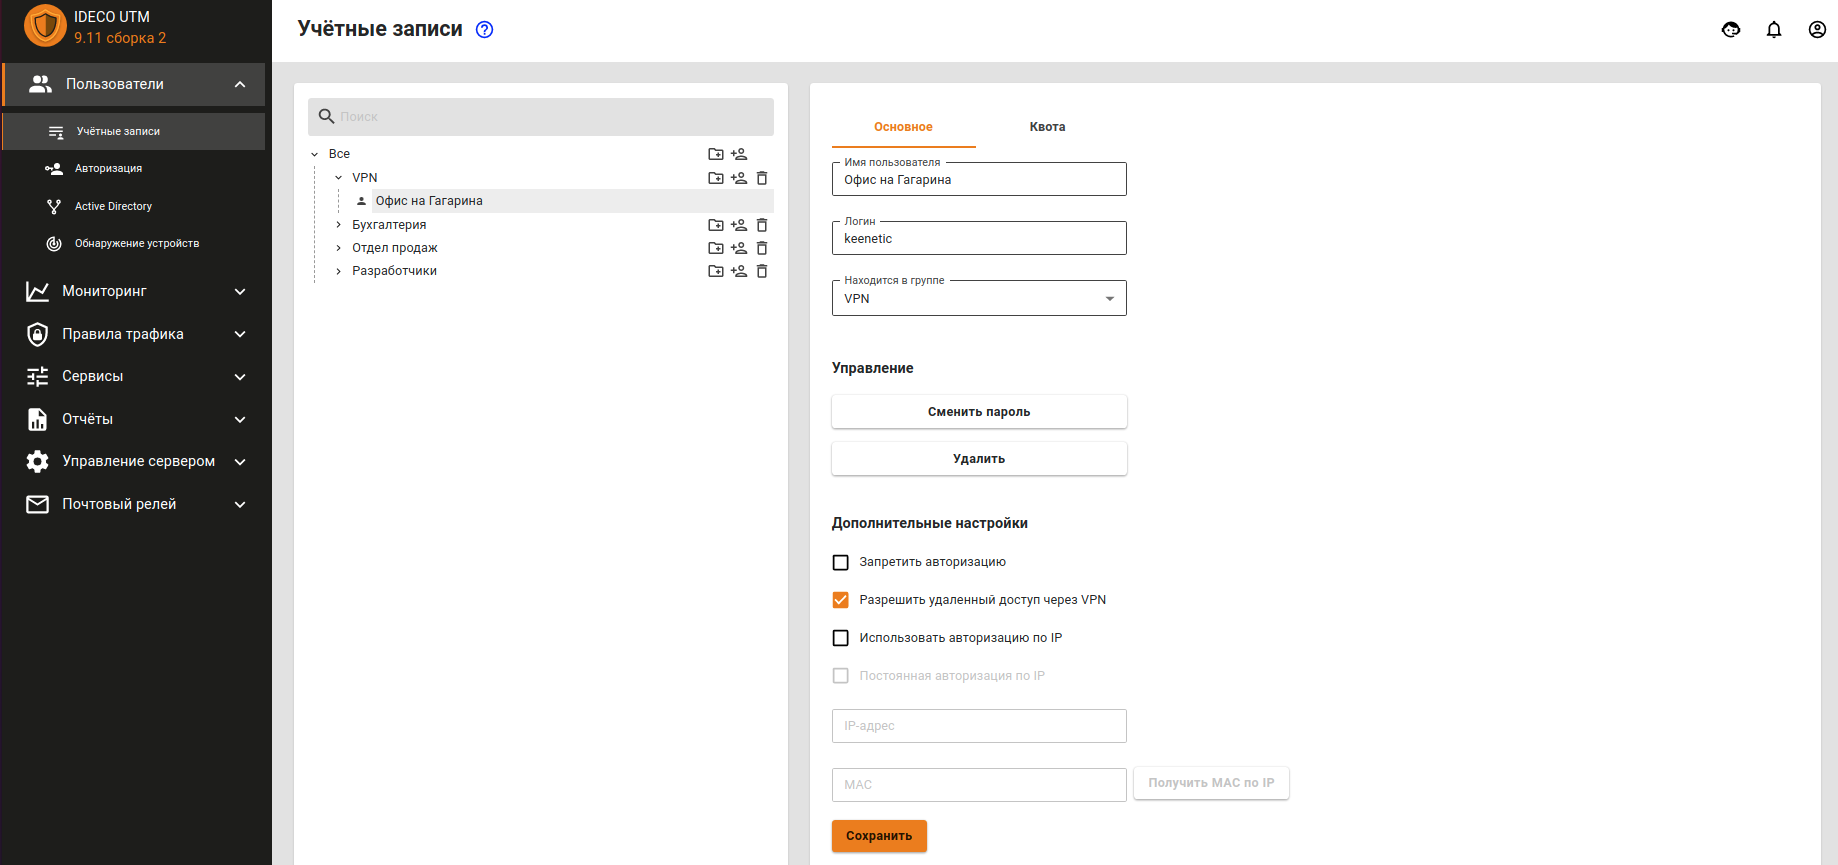 IDECO UTM
9.11 сборка 2
Пользователи
Учётные записи
Авторизация
Active Directory
Обнаружение устройств
Мониторинг
Правила трафика
Сервисы
Отчёты
Управление сервером
Почтовый релей
Учётные записи
Поиск
Все
VPN
Офис на Гагарина
Бухгалтерия
Отдел продаж
Разработчики
Основное
Квота
Имя пользователя
Офис на Гагарина
Логин
keenetic
Находится в группе
VPN
Управление
Сменить пароль
Удалить
Дополнительные настройки
Запретить авторизацию
Разрешить удаленный доступ через VPN
Использовать авторизацию по IP
Постоянная авторизация по IP
IP-адрес
MAC
Получить MAC по IP
Сохранить